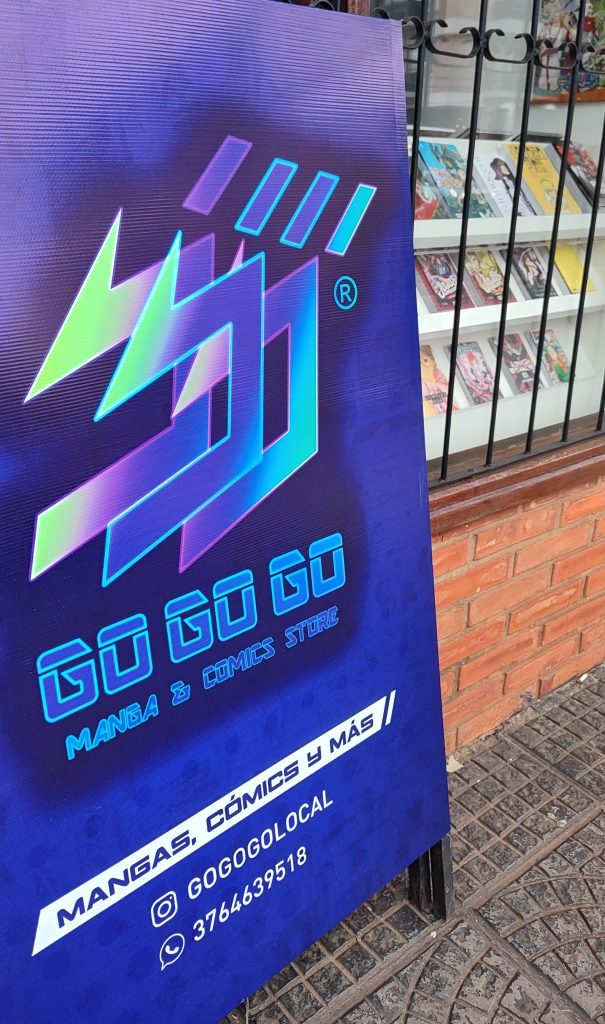 ®
GO GO GO
MANGA & COMICS STORE
MANGAS, CÓMICS Y MÁS
GOGOGOLOCAL
3764639518